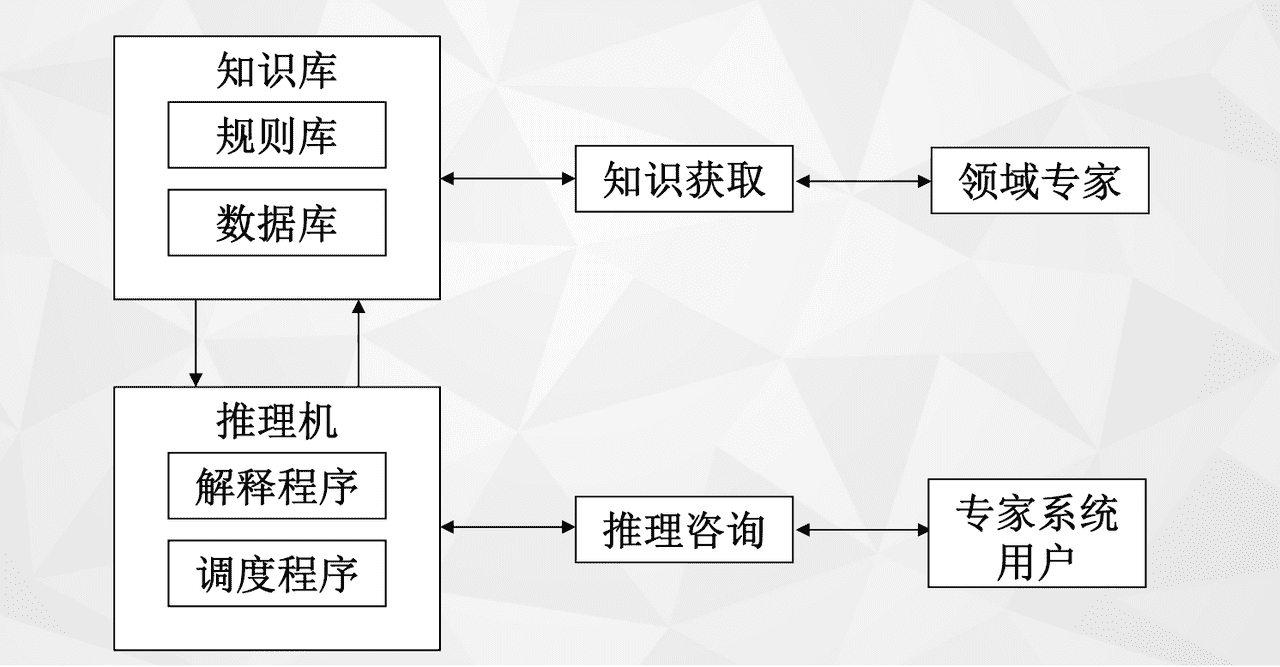 知识库
规则库
数据库
知识获取
领域专家
推理机
解释程序
调度程序
推理咨询
专家系统
用户